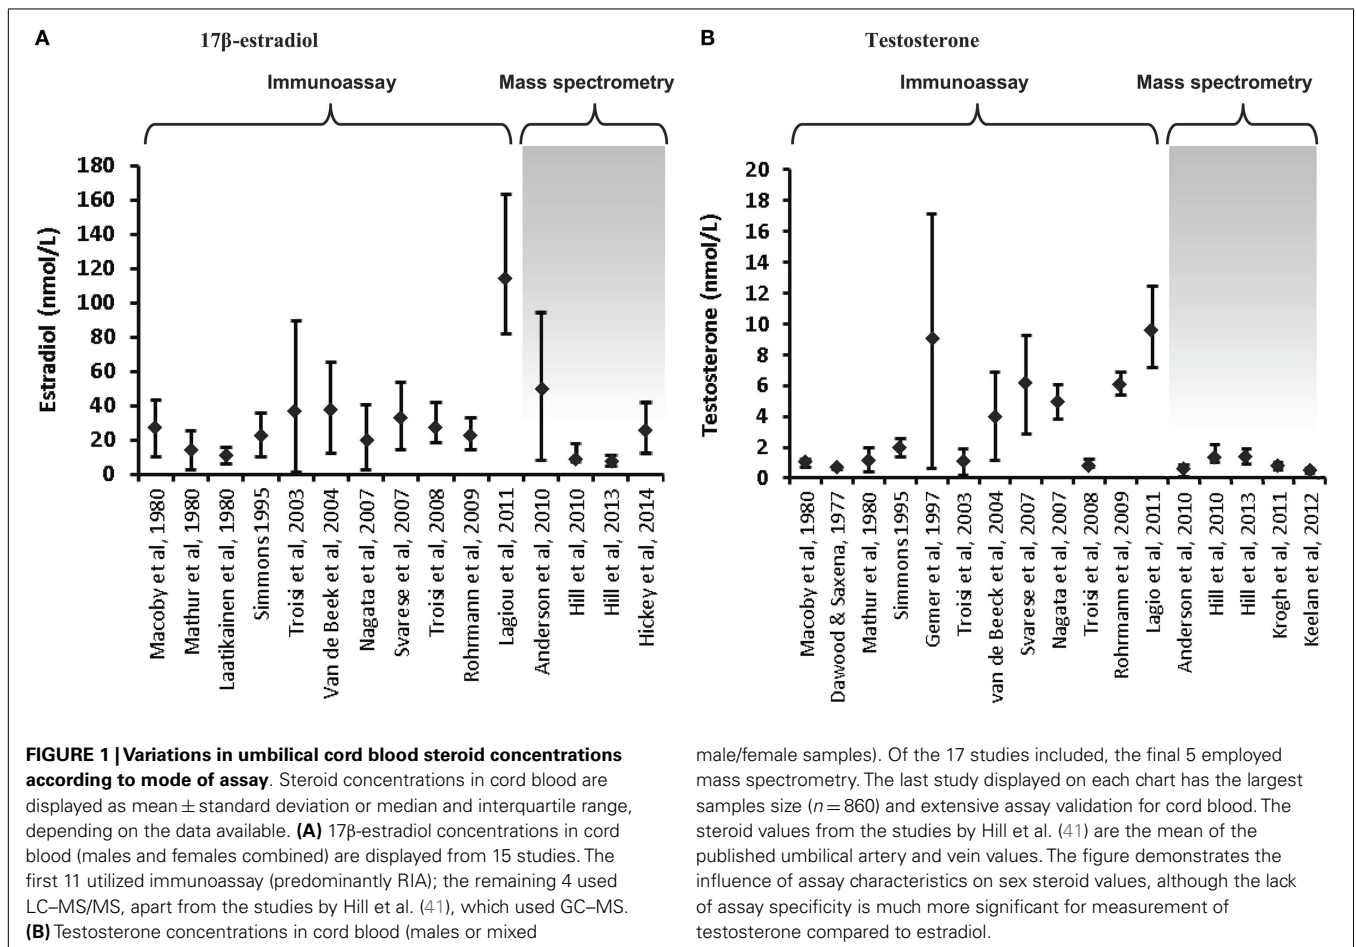 A
17β-estradiol
Immunoassay
Mass spectrometry
Estradiol (nmol/L)
180
160
140
120
100
80
60
40
20
0
Macoby et al, 1980
Mathur et al, 1980
Laatikainen et al, 1980
Simmons 1995
Troisi et al, 2003
Van de Beek et al, 2004
Nagata et al, 2007
Svarese et al, 2007
Troisi et al, 2008
Rohrmann et al, 2009
Lagiou et al, 2011
Anderson et al, 2010
Hill et al, 2010
Hill et al, 2013
Hickey et al, 2014
B
Testosterone
Immunoassay
Mass spectrometry
Testosterone (nmol/L)
20
18
16
14
12
10
8
6
4
2
0
Macoby et al, 1980
Dawood & Saxena, 1977
Mathur et al, 1980
Simmons 1995
Gemer et al, 1997
Troisi et al, 2003
van de Beeck et al, 2004
Svarese et al, 2007
Nagata et al, 2007
Troisi et al, 2008
Rohrmann et al, 2009
Lagio et al, 2011
Anderson et al, 2010
Hill et al, 2010
Hill et al, 2013
Krogh et al, 2011
Keelan et al, 2012
FIGURE 1 | Variations in umbilical cord blood steroid concentrations
according to mode of assay. Steroid concentrations in cord blood are
displayed as mean ± standard deviation or median and interquartile range,
depending on the data available. (A) 17β-estradiol concentrations in cord
blood (males and females combined) are displayed from 15 studies. The
first 11 utilized immunoassay (predominantly RIA); the remaining 4 used
LC–MS/MS, apart from the studies by Hill et al. (41), which used GC–MS.
(B) Testosterone concentrations in cord blood (males or mixed
male/female samples). Of the 17 studies included, the final 5 employed
mass spectrometry. The last study displayed on each chart has the largest
samples size (n = 860) and extensive assay validation for cord blood. The
steroid values from the studies by Hill et al. (41) are the mean of the
published umbilical artery and vein values. The figure demonstrates the
influence of assay characteristics on sex steroid values, although the lack
of assay specificity is much more significant for measurement of
testosterone compared to estradiol.